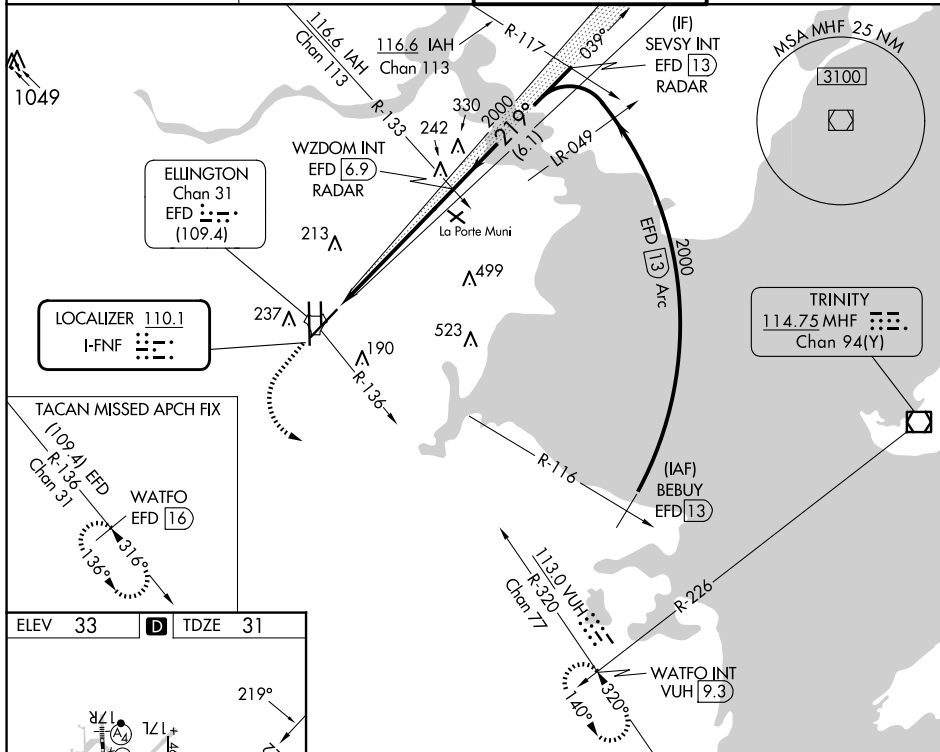 1049
116.6 IAH
Chan 113
R-133
116.6 IAH
Chan 113
R-117
039°
(IF)
SEVSY INT
EFD 13
RADAR
MSA MHF 25 NM
3100
330
242
2000
219°
(6.1)
LR-049
WZDOM INT
EFD 6.9
RADAR
La Porte Muni
ELLINGTON
Chan 31
EFD
(109.4)
213
499
EFD 13 Arc
2000
LOCALIZER 110.1
I-FNF
237
190
523
R-136
TRINITY
114.75 MHF
Chan 94(Y)
TACAN MISSED APCH FIX
(109.4) EFD
R-136
Chan 31
WATFO
EFD 16
316°
136°
R-116
(IAF)
BEBUY
EFD 13
113.0 VUH
R-320
Chan 77
R-226
WATFO INT
VUH 9.3
320°
140°
ELEV 33
D
TDZE 31
219°
17R
A4
17L